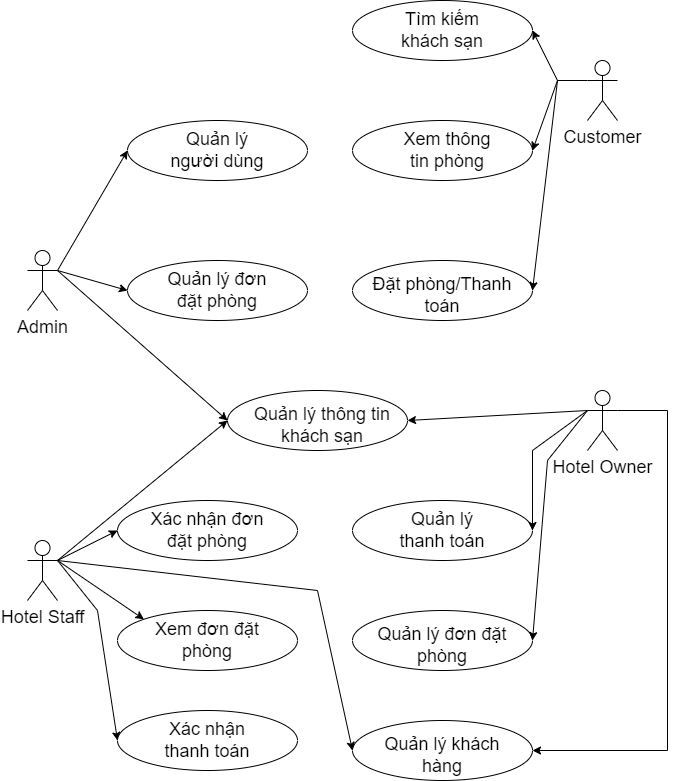 Tìm kiếm
khách sạn
Customer
Quản lý
người dùng
Xem thông
tin phòng
Admin
Quản lý đơn
đặt phòng
Đặt phòng/Thanh
toán
Quản lý thông tin
khách sạn
Hotel Owner
Xác nhận đơn
đặt phòng
Quản lý
thanh toán
Hotel Staff
Xem đơn đặt
phòng
Quản lý đơn đặt
phòng
Xác nhận
thanh toán
Quản lý khách
hàng